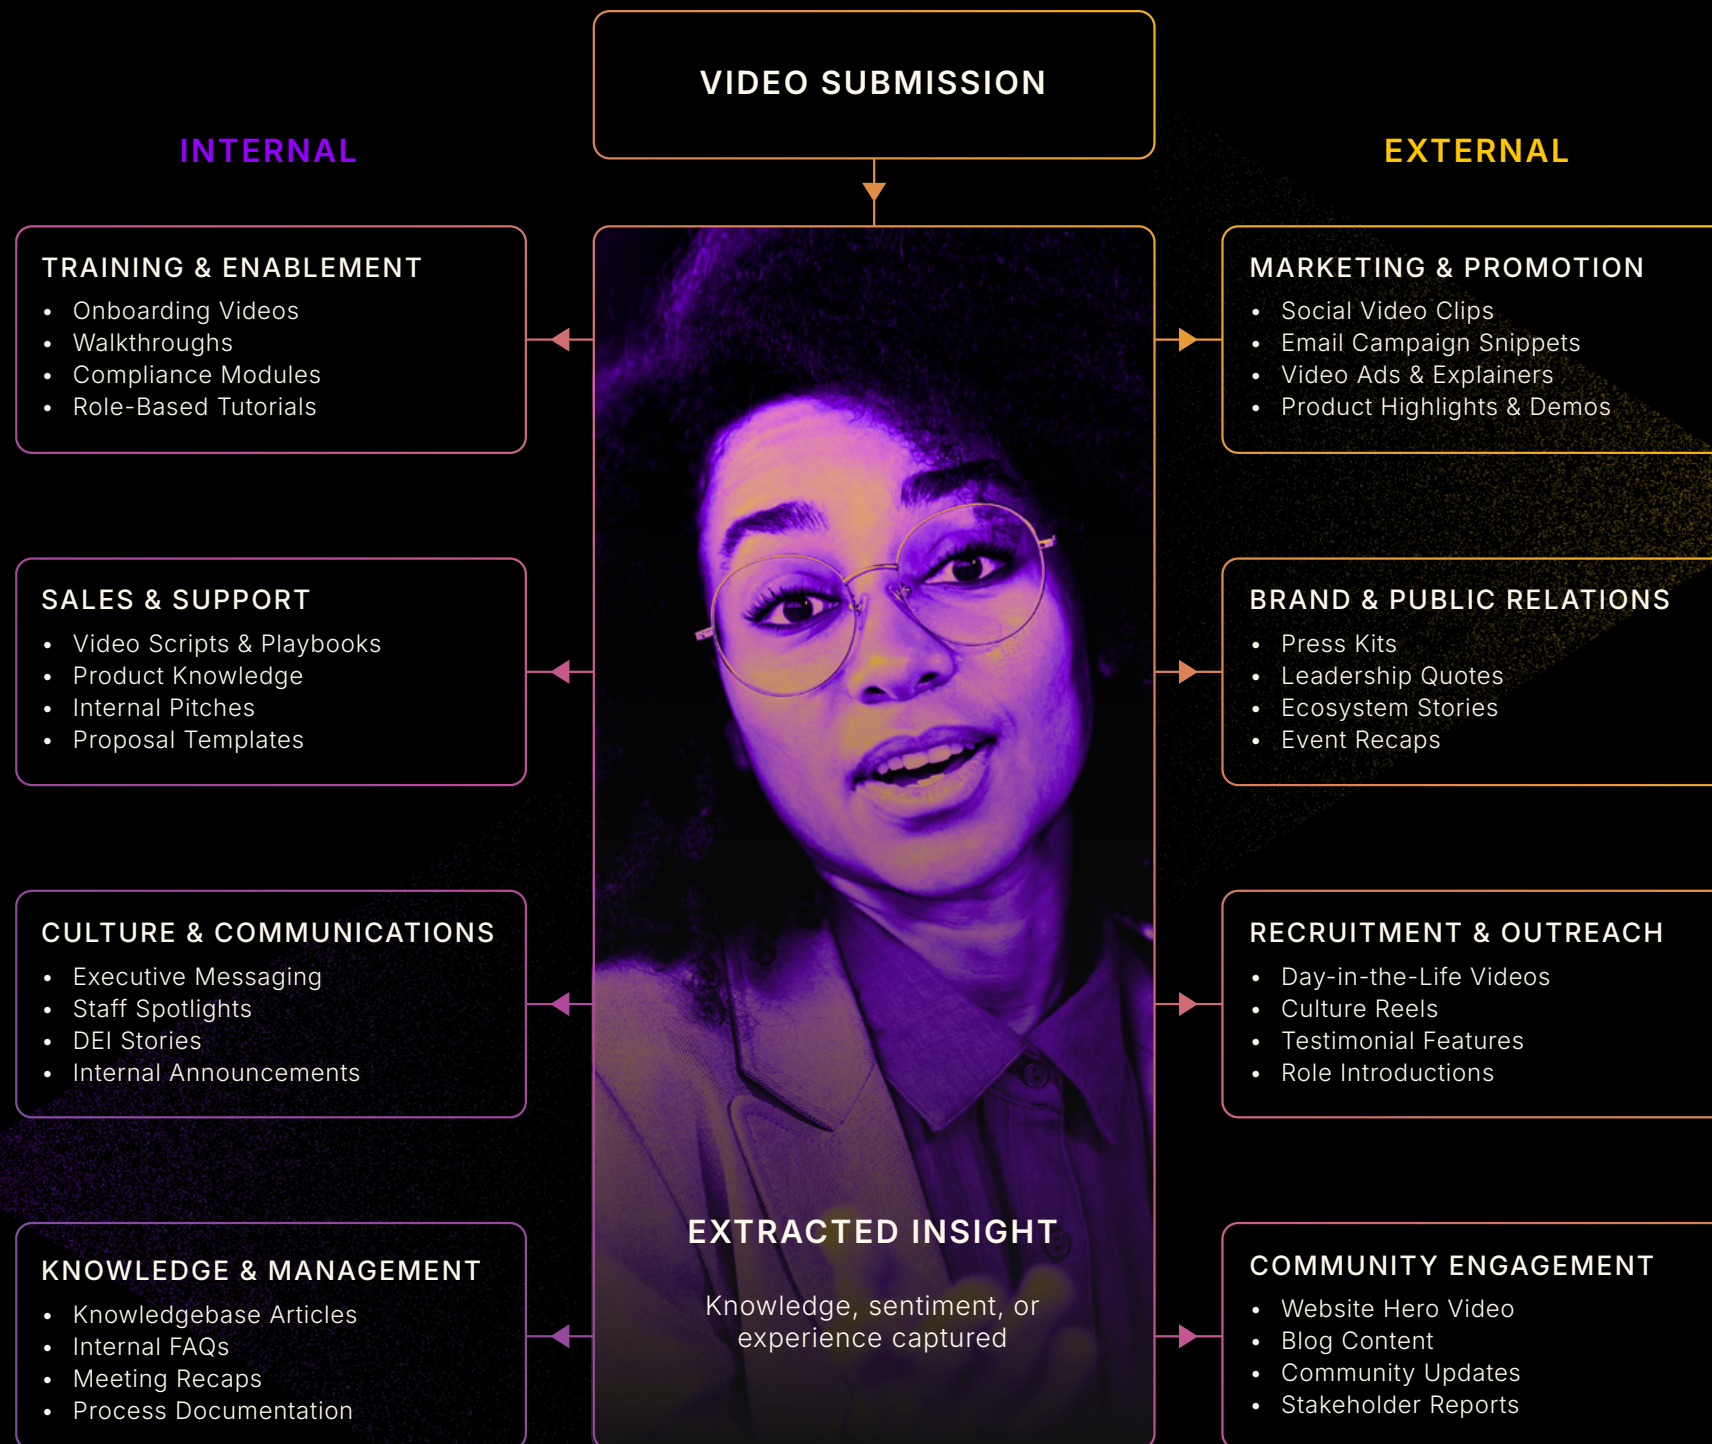 VIDEO SUBMISSION
INTERNAL
TRAINING & ENABLEMENT
• Onboarding Videos
• Walkthroughs
• Compliance Modules
• Role-Based Tutorials
SALES & SUPPORT
• Video Scripts & Playbooks
• Product Knowledge
• Internal Pitches
• Proposal Templates
CULTURE & COMMUNICATIONS
• Executive Messaging
• Staff Spotlights
• DEI Stories
• Internal Announcements
KNOWLEDGE & MANAGEMENT
• Knowledgebase Articles
• Internal FAQs
• Meeting Recaps
• Process Documentation
EXTRACTED INSIGHT
Knowledge, sentiment, or
experience captured
EXTERNAL
MARKETING & PROMOTION
• Social Video Clips
• Email Campaign Snippets
• Video Ads & Explainers
• Product Highlights & Demos
BRAND & PUBLIC RELATIONS
• Press Kits
• Leadership Quotes
• Ecosystem Stories
• Event Recaps
RECRUITMENT & OUTREACH
• Day-in-the-Life Videos
• Culture Reels
• Testimonial Features
• Role Introductions
COMMUNITY ENGAGEMENT
• Website Hero Video
• Blog Content
• Community Updates
• Stakeholder Reports